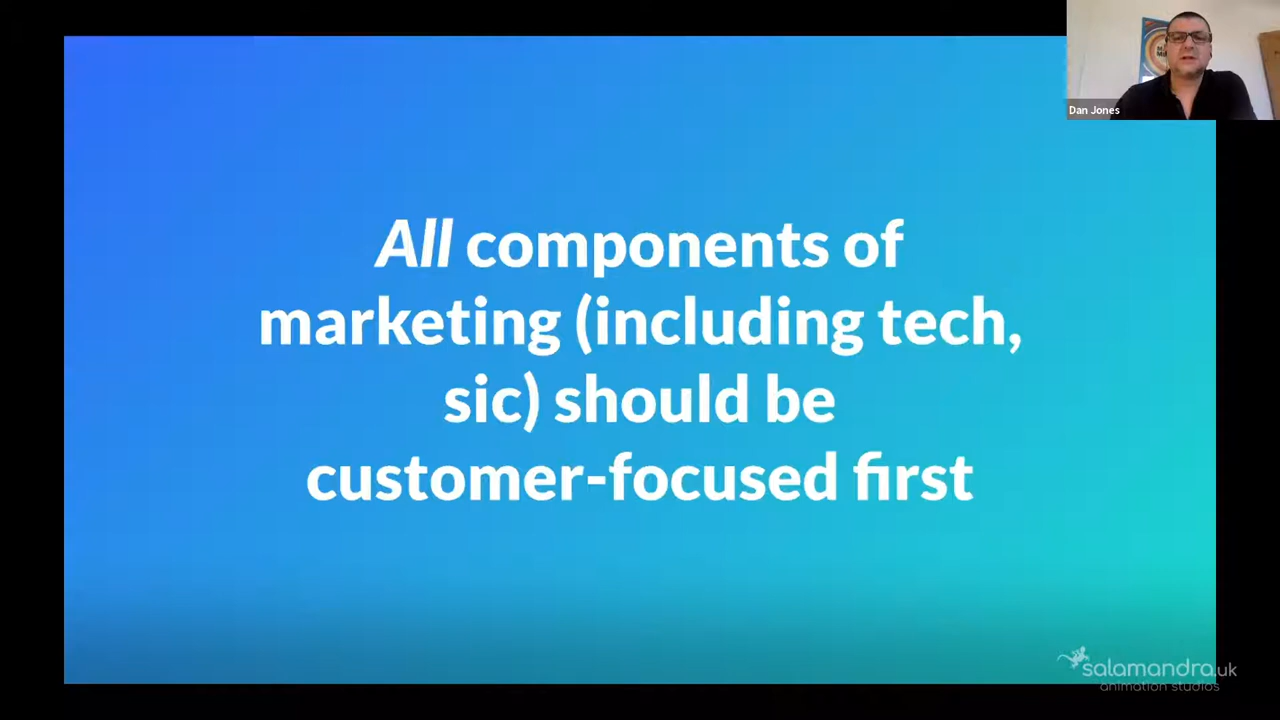 All components of
marketing (including tech,
sic) should be
customer-focused first
Dan Jones
salamandra.uk
animation studios